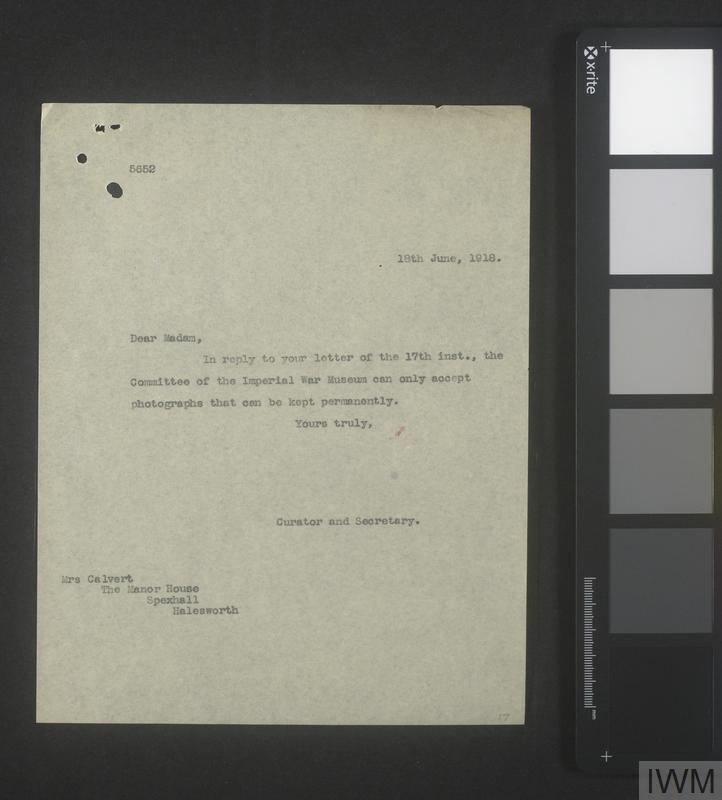 5652
18th June, 1918.
Dear Madam,
In reply to your letter of the 17th inst., the
Committee of the Imperial War Museum can only accept
photographs that can be kept permanently.
Yours truly,
Curator and Secretary.
Mrs Calvert
The Manor House
Spexhall
Halesworth
17
x-rite
mm
IWM